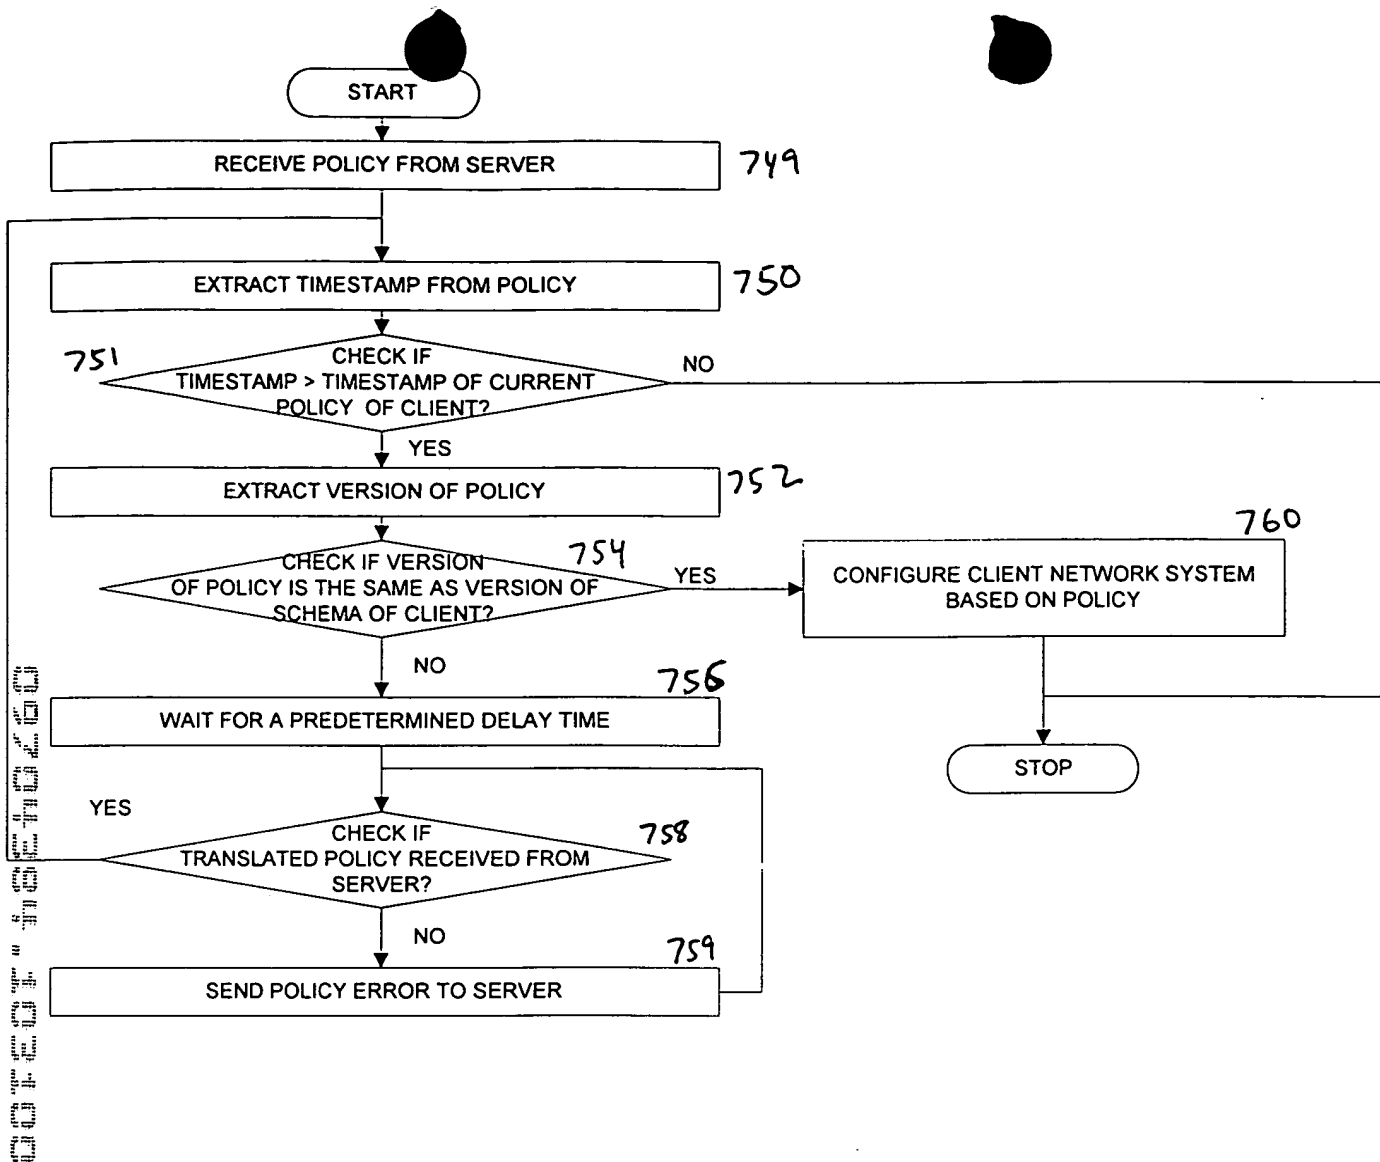 START
RECEIVE POLICY FROM SERVER
749
EXTRACT TIMESTAMP FROM POLICY
750
751
CHECK IF
TIMESTAMP > TIMESTAMP OF CURRENT
POLICY OF CLIENT?
NO
YES
EXTRACT VERSION OF POLICY
752
CHECK IF VERSION
OF POLICY IS THE SAME AS VERSION OF
SCHEMA OF CLIENT?
754
YES
760
CONFIGURE CLIENT NETWORK SYSTEM
BASED ON POLICY
NO
756
WAIT FOR A PREDETERMINED DELAY TIME
STOP
YES
CHECK IF
TRANSLATED POLICY RECEIVED FROM
SERVER?
758
NO
759
SEND POLICY ERROR TO SERVER